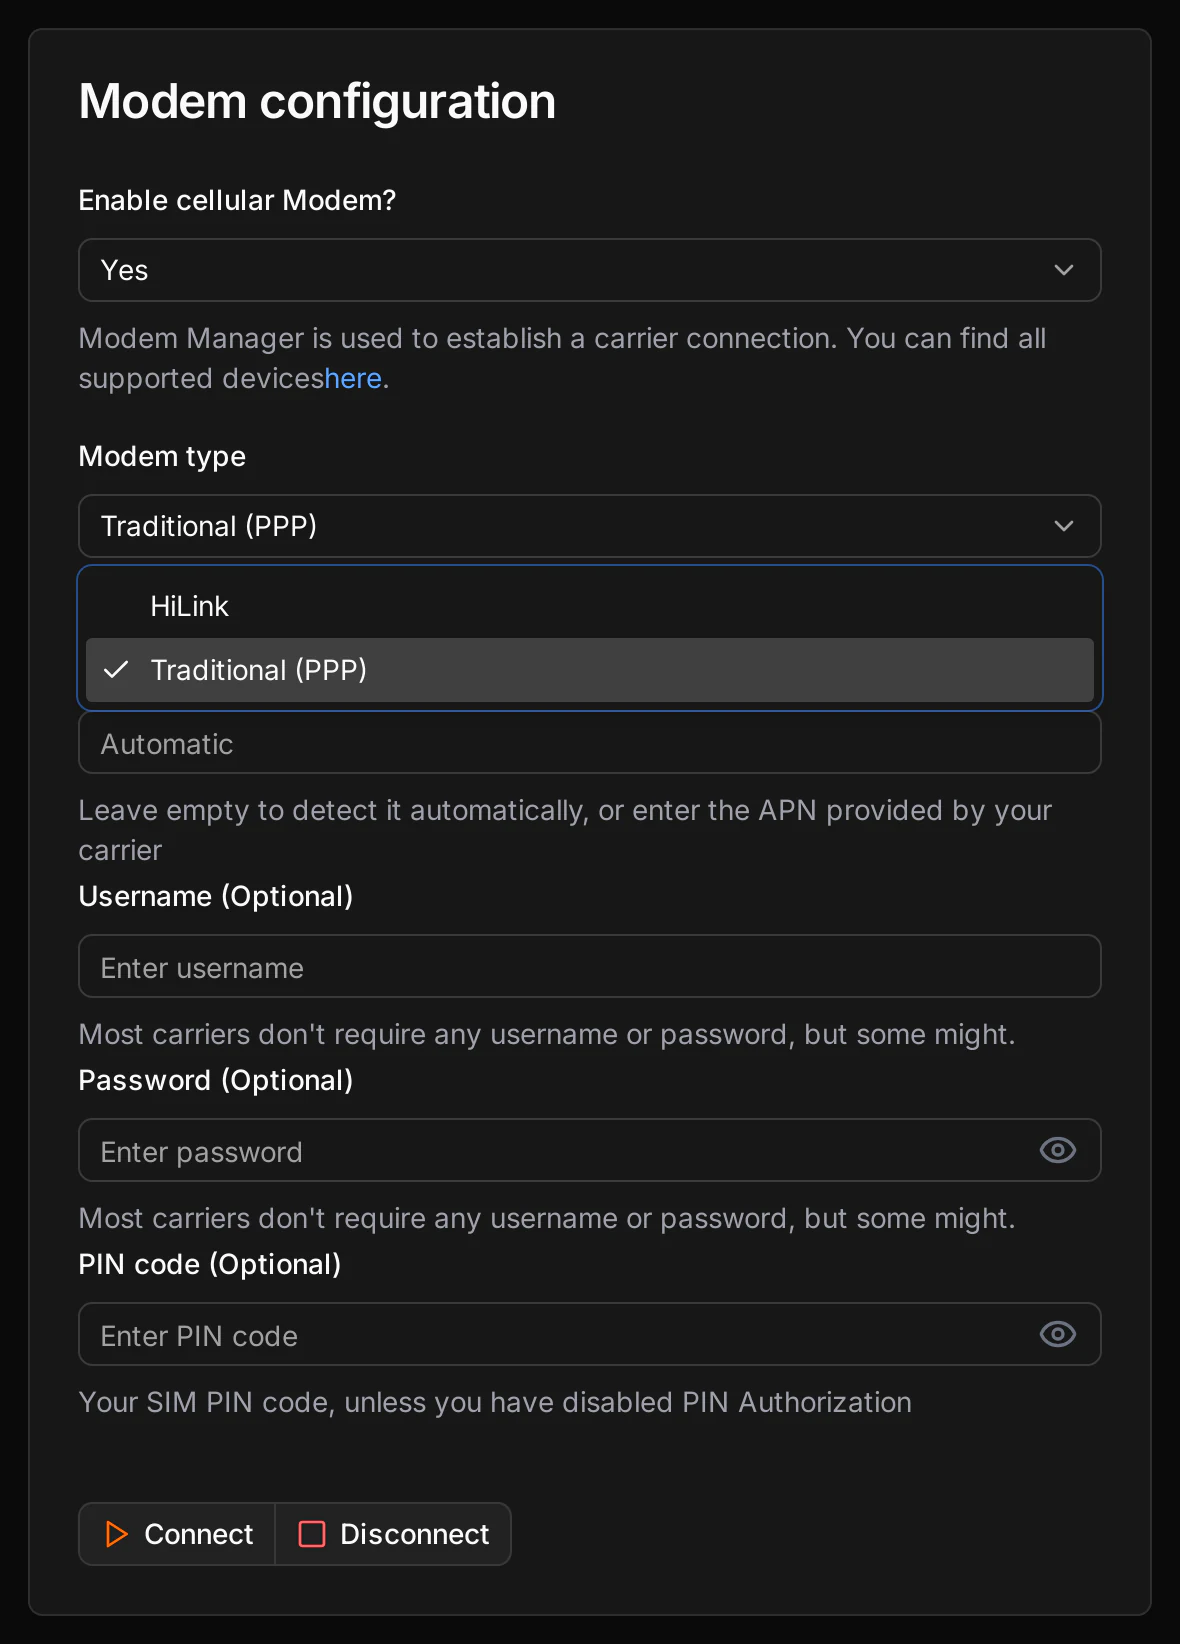 Modem configuration
Enable cellular Modem?
Yes
Modem Manager is used to establish a carrier connection. You can find all
supported deviceshere.
Modem type
Traditional (PPP)
HiLink
Traditional (PPP)
Automatic
Leave empty to detect it automatically, or enter the APN provided by your
carrier
Username (Optional)
Enter username
Most carriers don't require any username or password, but some might.
Password (Optional)
Enter password
Most carriers don't require any username or password, but some might.
PIN code (Optional)
Enter PIN code
Your SIM PIN code, unless you have disabled PIN Authorization
Connect Disconnect